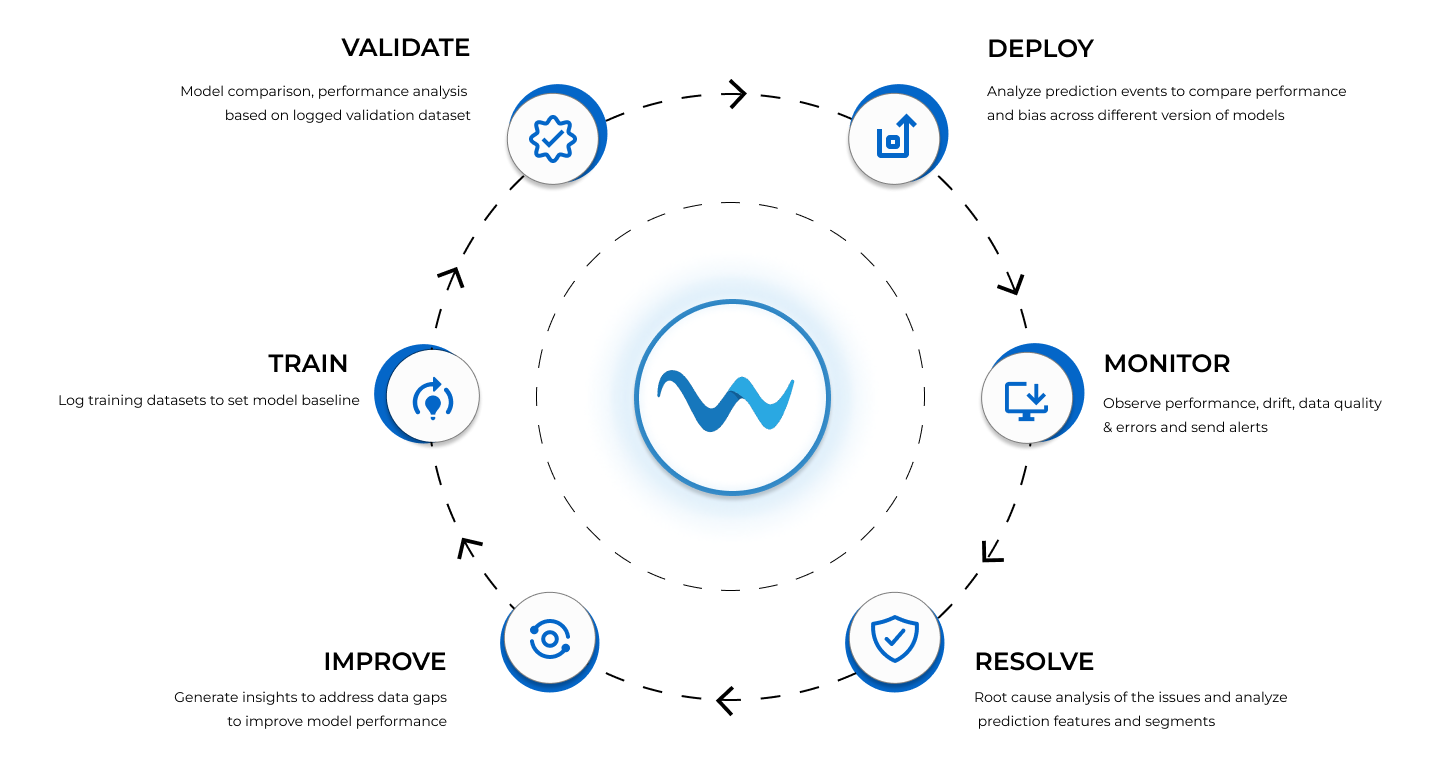 VALIDATE
Model comparison, performance analysis
based on logged validation dataset
DEPLOY
Analyze prediction events to compare performance
and bias across different version of models
TRAIN
Log training datasets to set model baseline
MONITOR
Observe performance, drift, data quality
& errors and send alerts
IMPROVE
Generate insights to address data gaps
to improve model performance
RESOLVE
Root cause analysis of the issues and analyze
prediction features and segments